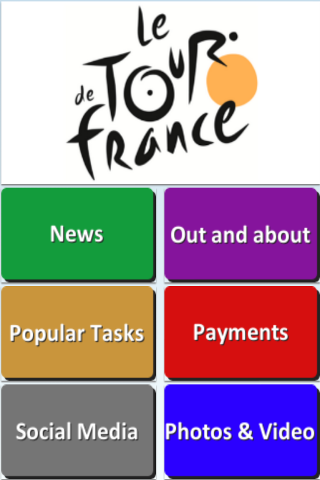 Le
TOUR
de
FRANCE
News
Out and about
Popular Tasks
Payments
Social Media
Photos & Video